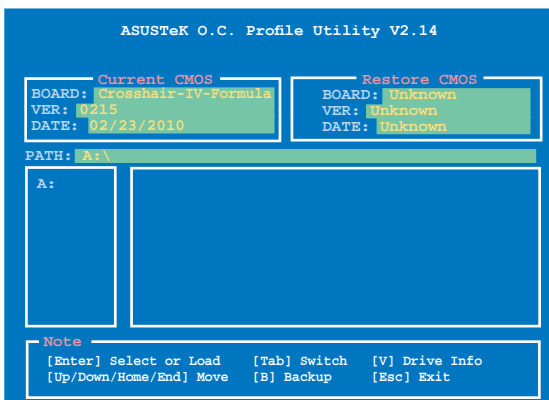 ASUSTeK O.C. Profile Utility V2.14
Current CMOS
BOARD: Crosshair-IV-Formula
VER: 0215
DATE: 02/23/2010
Restore CMOS
BOARD: Unknown
VER: Unknown
DATE: Unknown
PATH: A:\
A:
Note
[Enter] Select or Load [Tab] Switch [V] Drive Info
[Up/Down/Home/End] Move [B] Backup [Esc] Exit